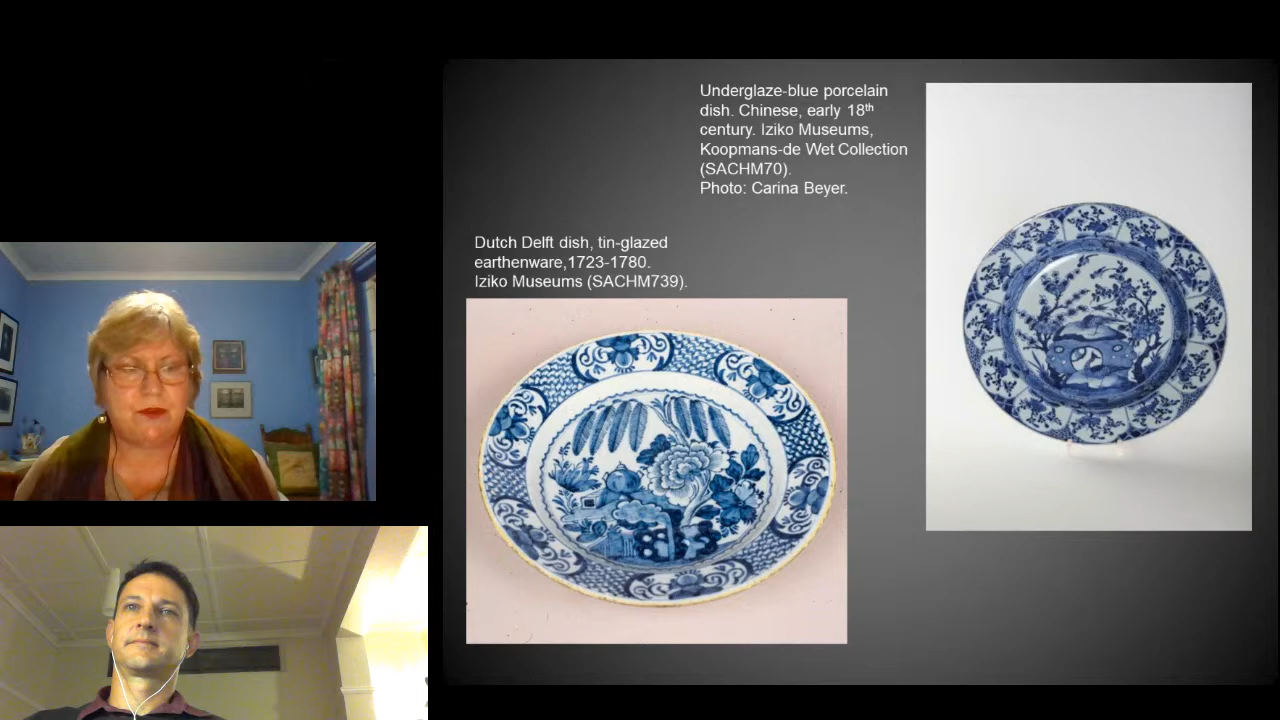 Underglaze-blue porcelain
dish. Chinese, early 18th
century. Iziko Museums,
Koopmans-de Wet Collection
(SACHM70).
Photo: Carina Beyer.
Dutch Delft dish, tin-glazed
earthenware,1723-1780.
Iziko Museums (SACHM739).